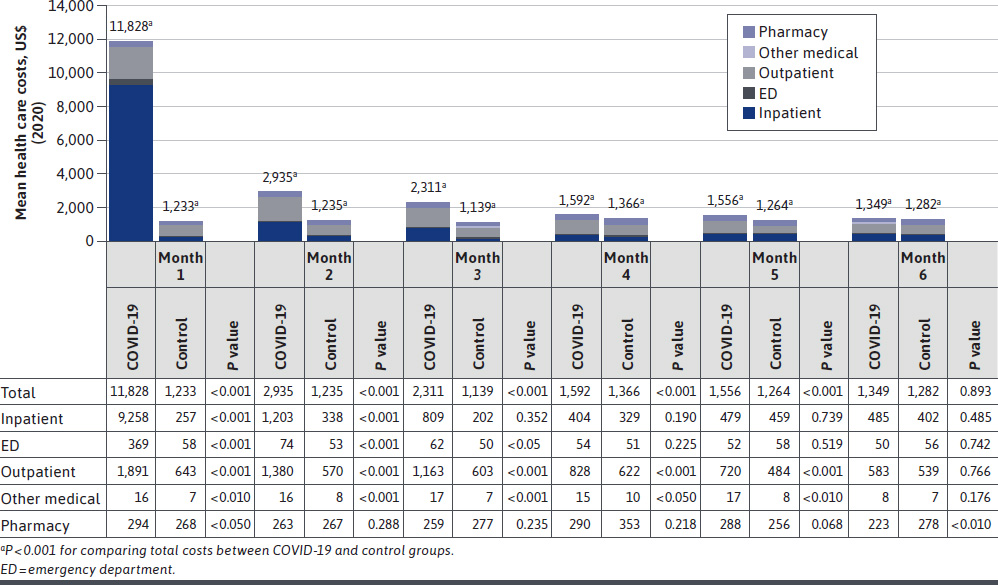 Mean health care costs, US$
(2020)
14,000
12,000
10,000
8,000
6,000
4,000
2,000
0
11,828ᵃ
1,233ᵃ
2,935ᵃ
1,235ᵃ
2,311ᵃ
1,139ᵃ
1,592ᵃ
1,366ᵃ
1,556ᵃ
1,264ᵃ
1,349ᵃ
1,282ᵃ
Pharmacy
Other medical
Outpatient
ED
Inpatient
Month Month Month Month Month Month
1 2 3 4 5 6
COVID-19 Control P value COVID-19 Control P value COVID-19 Control P value COVID-19 Control P value COVID-19 Control P value COVID-19 Control P value
Total 11,828 1,233 <0.001 2,935 1,235 <0.001 2,311 1,139 <0.001 1,592 1,366 <0.001 1,556 1,264 <0.001 1,349 1,282 0.893
Inpatient 9,258 257 <0.001 1,203 338 <0.001 809 202 0.352 404 329 0.190 479 459 0.739 485 402 0.485
ED 369 58 <0.001 74 53 <0.001 62 50 <0.05 54 51 0.225 52 58 0.519 50 56 0.742
Outpatient 1,891 643 <0.001 1,380 570 <0.001 1,163 603 <0.001 828 622 <0.001 720 484 <0.001 583 539 0.766
Other medical 16 7 <0.010 16 8 <0.001 17 7 <0.001 15 10 <0.050 17 8 <0.010 8 7 0.176
Pharmacy 294 268 <0.050 263 267 0.288 259 277 0.235 290 353 0.218 288 256 0.068 223 278 <0.010
ᵃP<0.001 for comparing total costs between COVID-19 and control groups.
ED=emergency department.